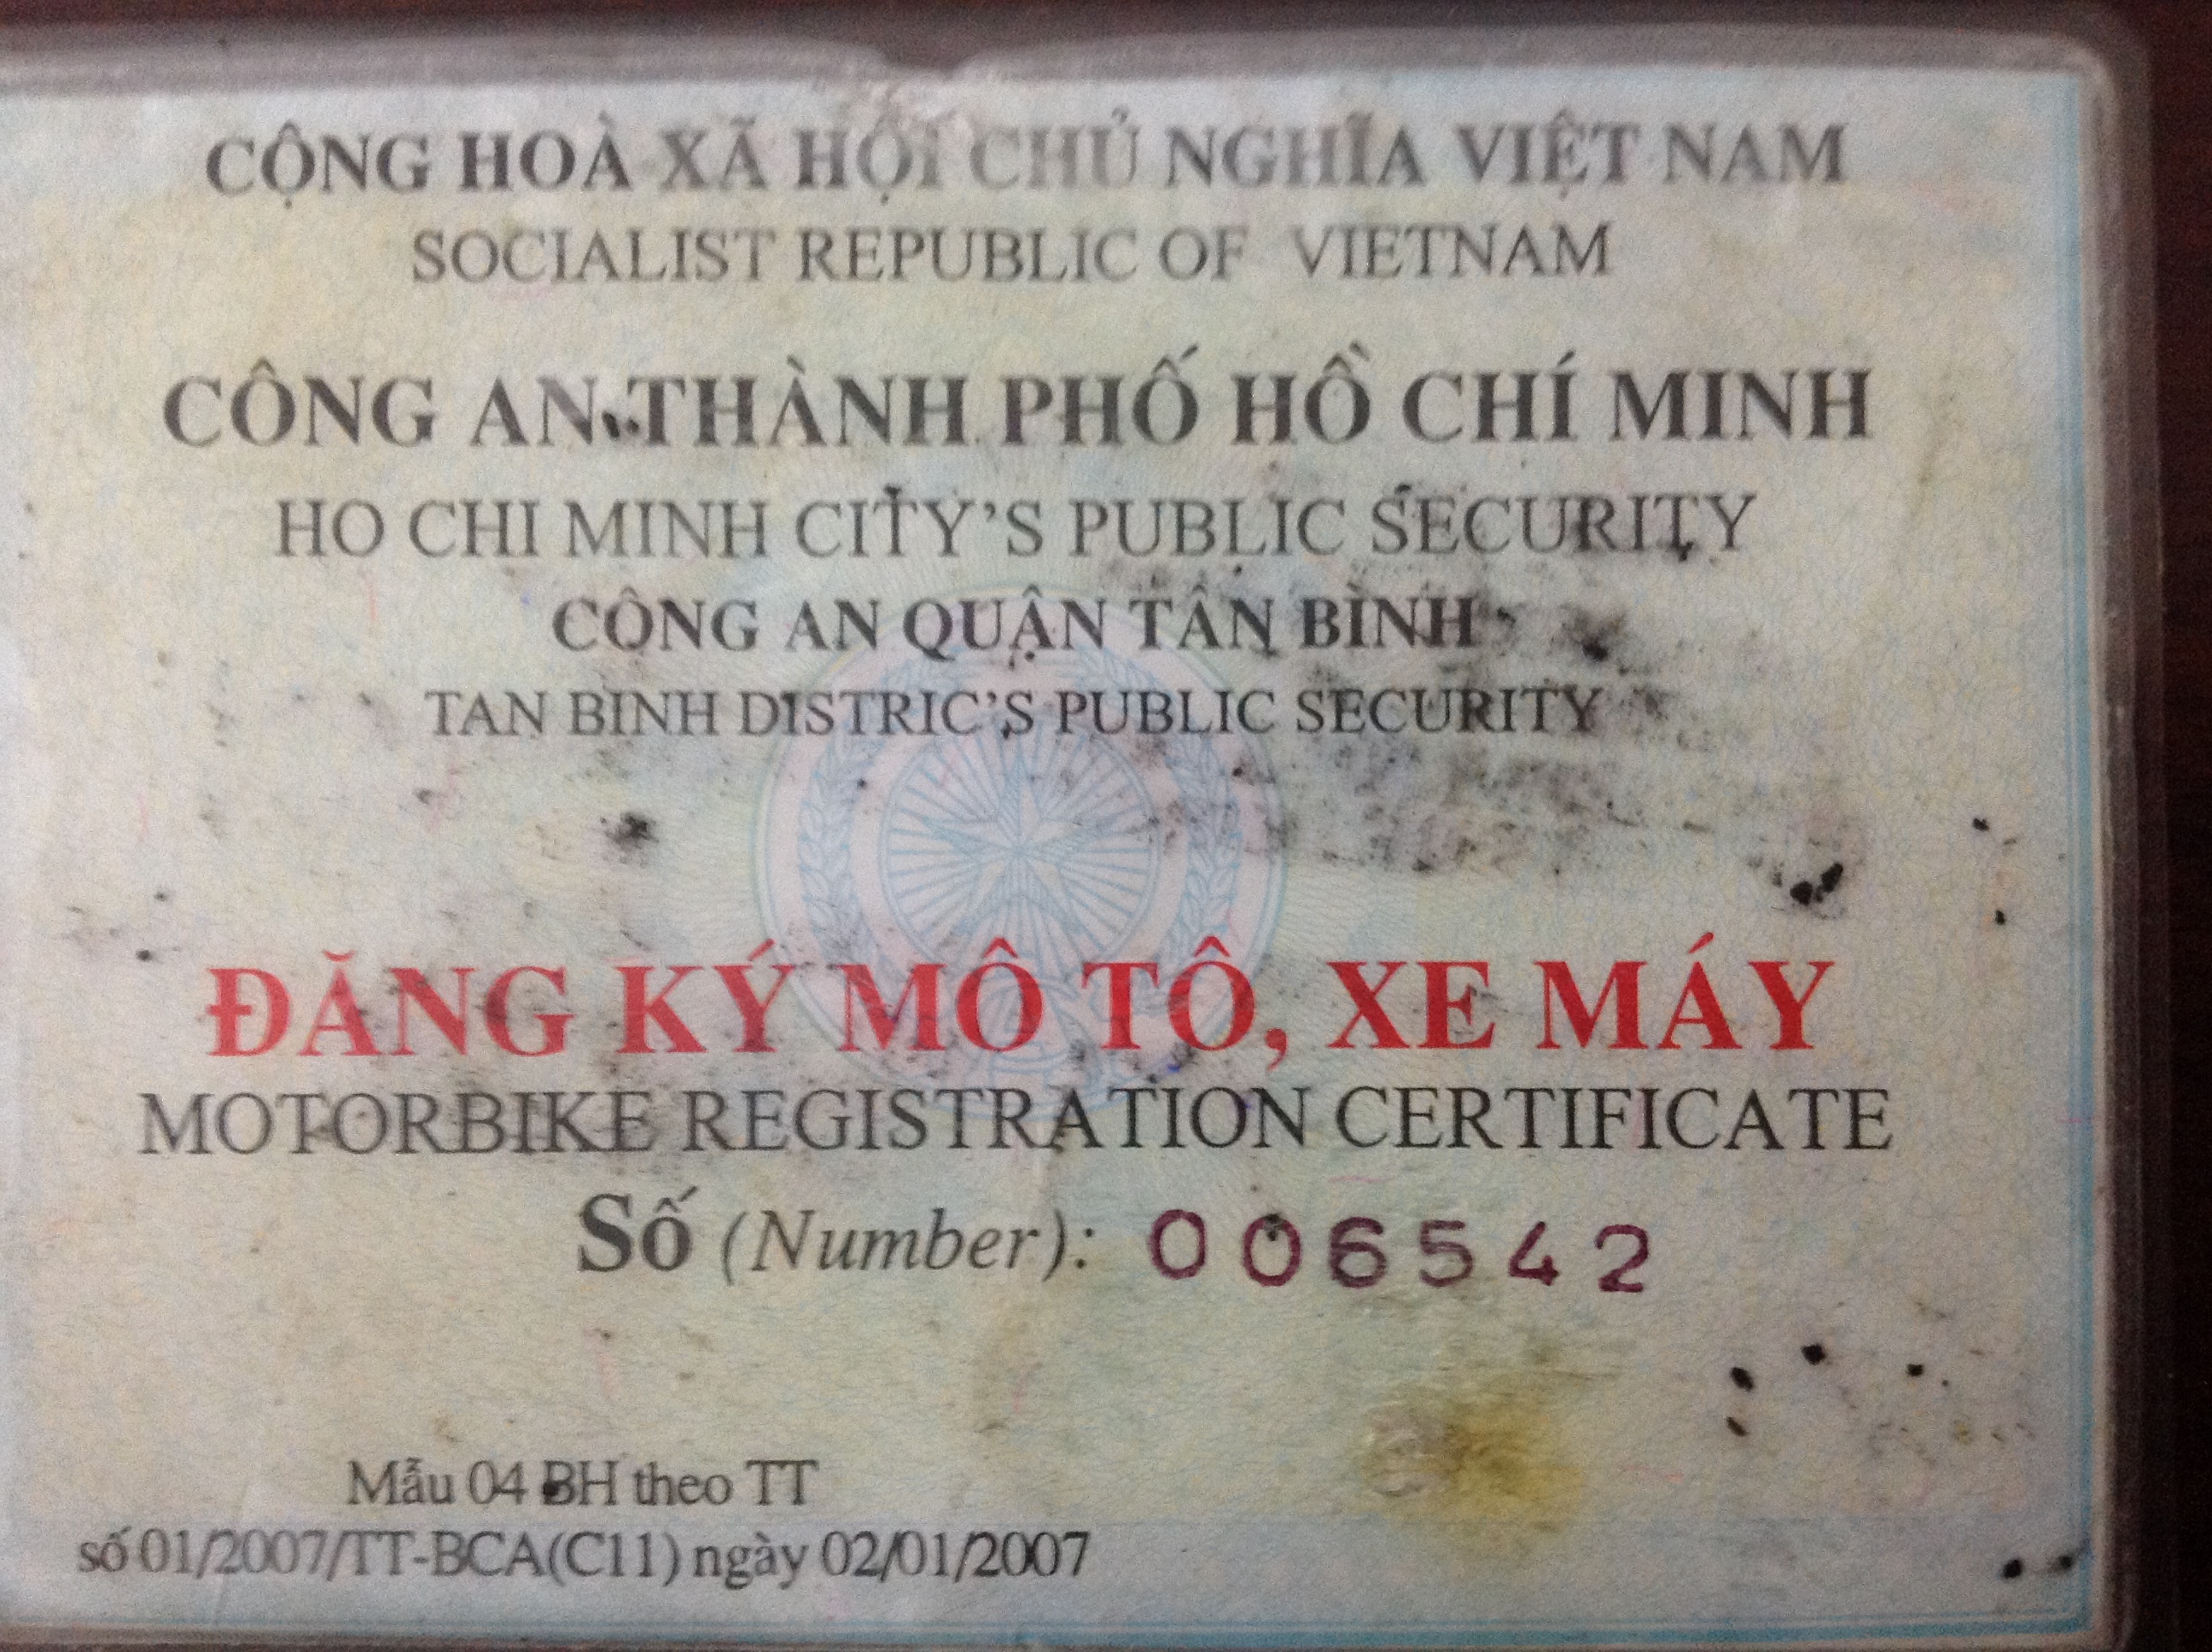 CỘNG HOÀ XÃ HỘI CHỦ NGHĨA VIỆT NAM
SOCIALIST REPUBLIC OF VIETNAM
CÔNG AN THÀNH PHỐ HỒ CHÍ MINH
HO CHI MINH CITY'S PUBLIC SECURITY
CÔNG AN QUẬN TÂN BÌNH
TAN BINH DISTRIC'S PUBLIC SECURITY
ĐĂNG KÝ MÔ TÔ, XE MÁY
MOTORBIKE REGISTRATION CERTIFICATE
Số (Number): 006542
Mẫu 04 BH theo TT
số 01/2007/TT-BCA(C11) ngày 02/01/2007